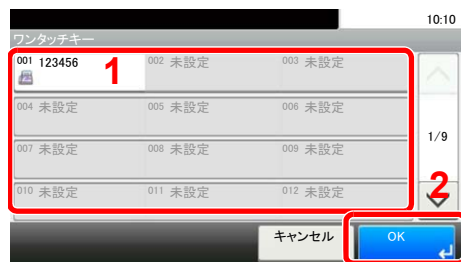 10:10
ワンタッチキー
001 123456 1 002 未設定 003 未設定
004 未設定 005 未設定 006 未設定
1/9
007 未設定 008 未設定 009 未設定
2
010 未設定 011 未設定 012 未設定
キャンセル OK